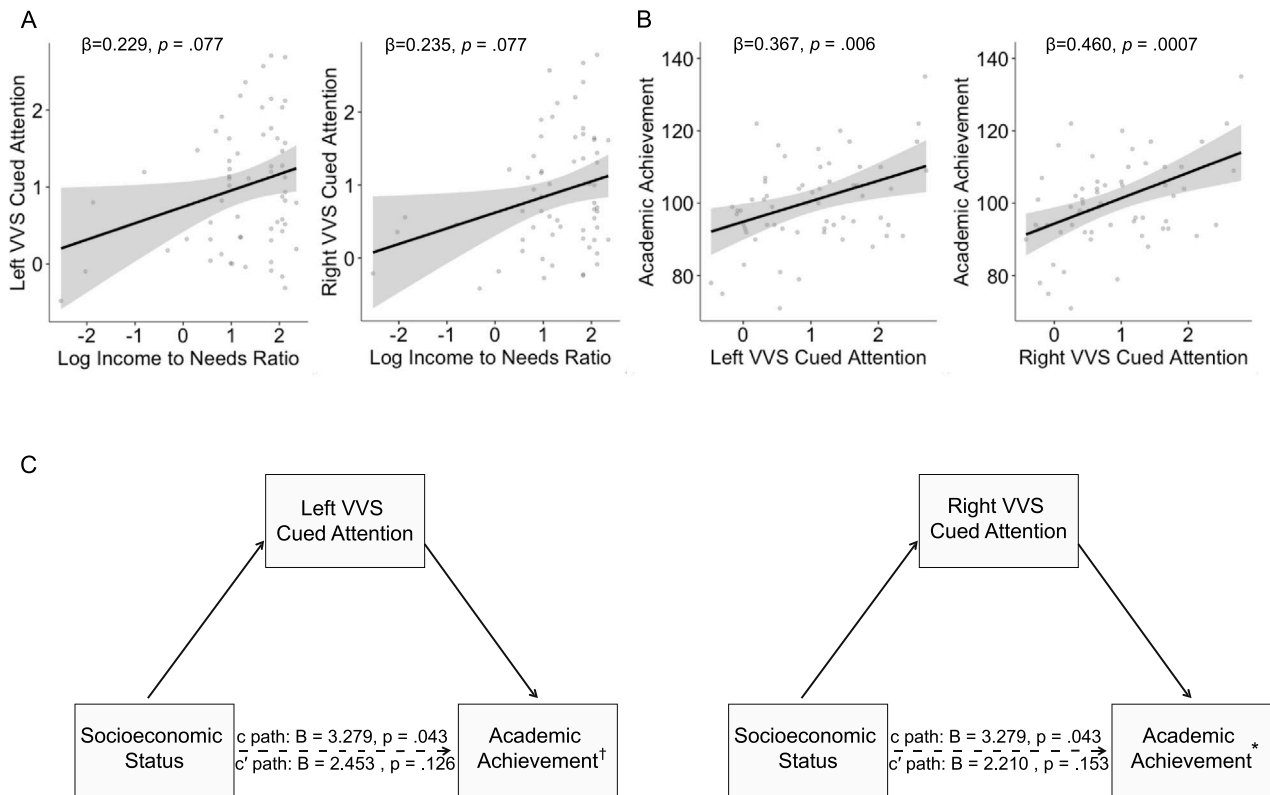 A
β=0.229, p = .077
Left VVS Cued Attention
2
1
0
-2 -1 0 1 2
Log Income to Needs Ratio
β=0.235, p = .077
Right VVS Cued Attention
2
1
0
-2 -1 0 1 2
Log Income to Needs Ratio
B
β=0.367, p = .006
Academic Achievement
140
120
100
80
0 1 2
Left VVS Cued Attention
β=0.460, p = .0007
Academic Achievement
140
120
100
80
0 1 2
Right VVS Cued Attention
C
Left VVS
Cued Attention
Socioeconomic
Status
c path: B = 3.279, p = .043
c′ path: B = 2.453 , p = .126
Academic
Achievement†
Right VVS
Cued Attention
Socioeconomic
Status
c path: B = 3.279, p = .043
c′ path: B = 2.210 , p = .153
Academic
Achievement*